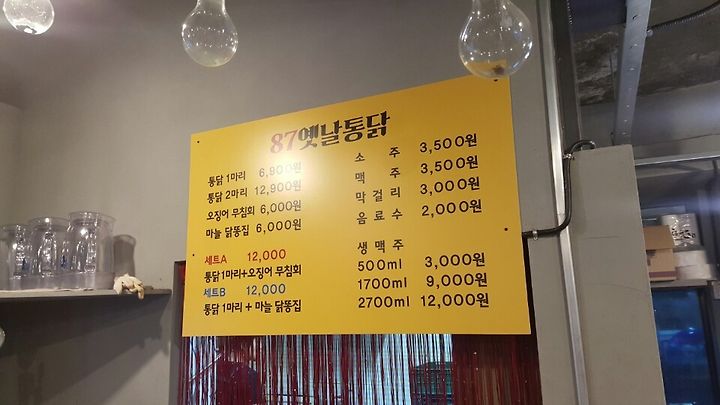 87옛날통닭
통닭 1마리 6,900원
통닭 2마리 12,900원
오징어 무침회 6,000원
마늘 닭똥집 6,000원
세트A 12,000
통닭1마리+오징어 무침회
세트B 12,000
통닭 1마리 + 마늘 닭똥집
소 주 3,500원
맥 주 3,500원
막걸리 3,000원
음료수 2,000원
생맥주
500ml 3,000원
1700ml 9,000원
2700ml 12,000원